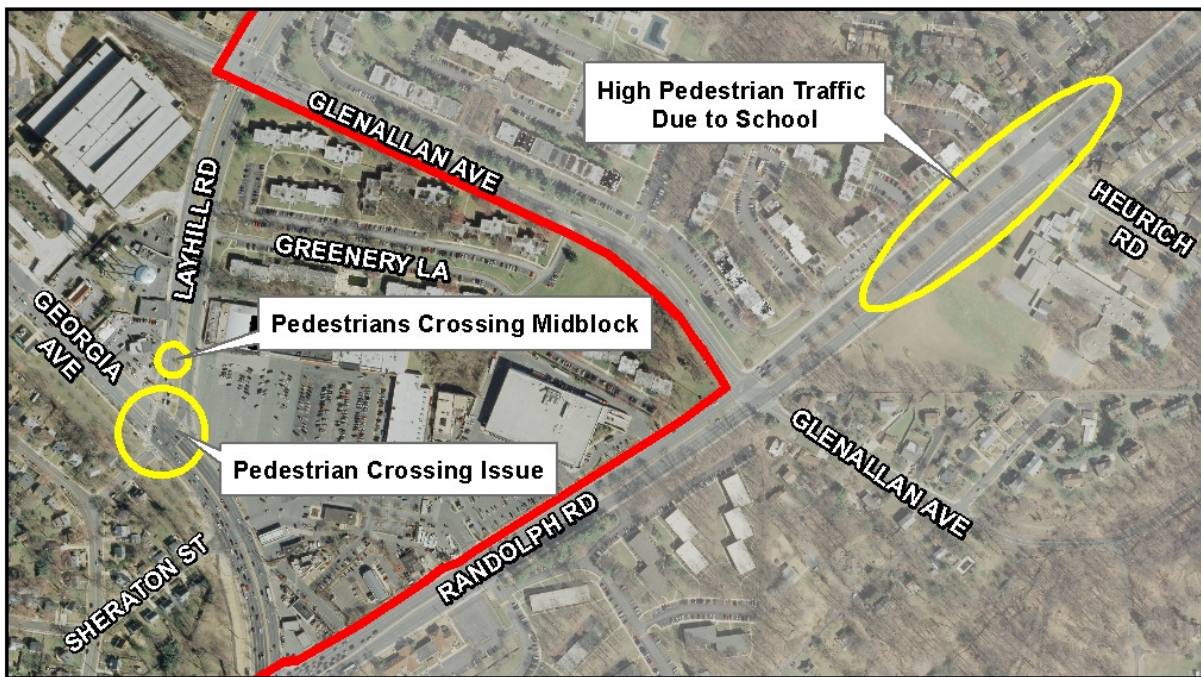 High Pedestrian Traffic
Due to School
GLENALLAN AVE
LAYHILL RD
HEURICH
RD
GREENERY LA
Pedestrians Crossing Midblock
GEORGIA
AVE
Pedestrian Crossing Issue
GLENALLAN AVE
RANDOLPH RD
SHERATON ST